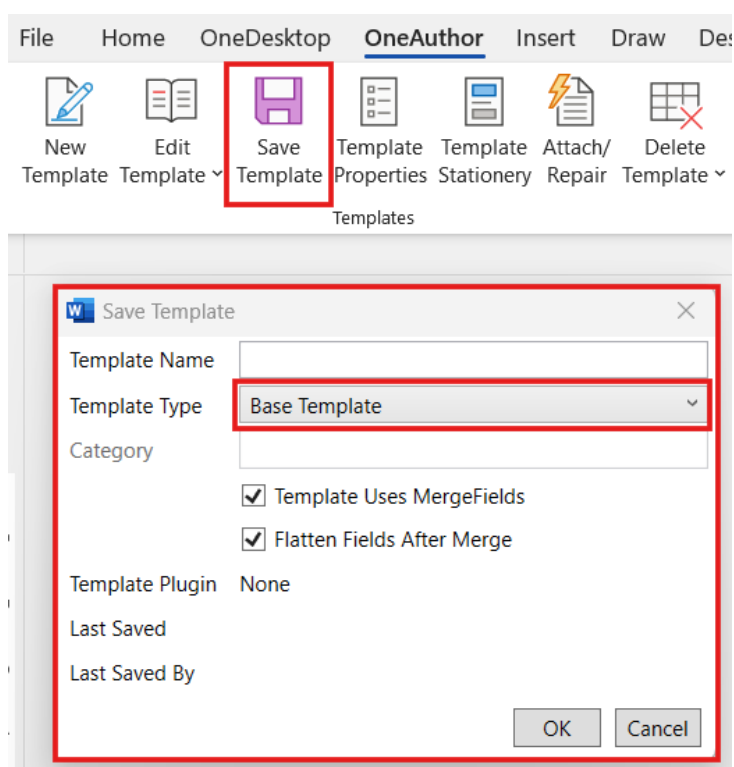 File Home OneDesktop OneAuthor Insert Draw Des
New Template Edit Template Save Template Template Properties Template Stationery Attach/ Repair Delete Template
Templates
W Save Template
Template Name
Template Type Base Template
Category
Template Uses MergeFields
Flatten Fields After Merge
Template Plugin None
Last Saved
Last Saved By
OK Cancel